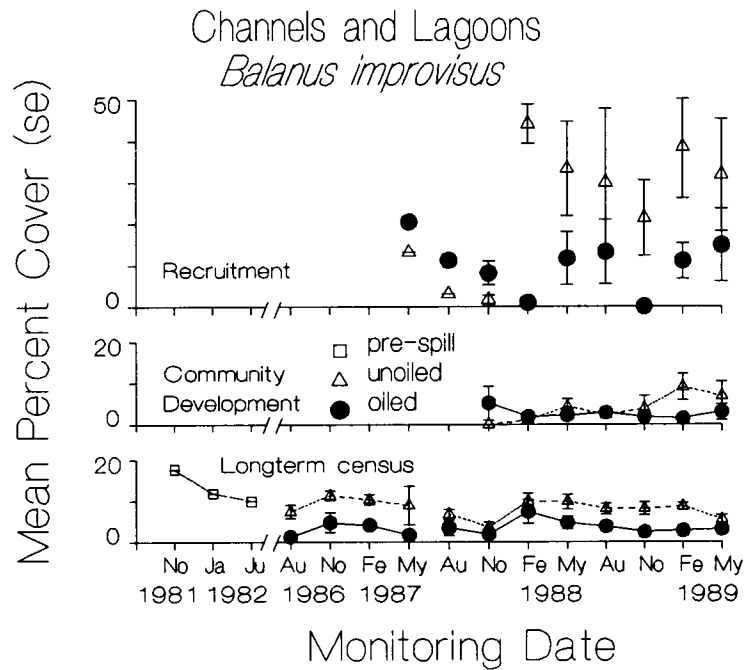 Channels and Lagoons
Balanus improvisus
Mean Percent Cover (se)
50
Recruitment
0
20
□ pre-spill
Community △ unoiled
Development ● oiled
0
20
Longterm census
0
No Ja Ju Au No Fe My Au No Fe My Au No Fe My
1981 1982 1986 1987 1988 1989
Monitoring Date